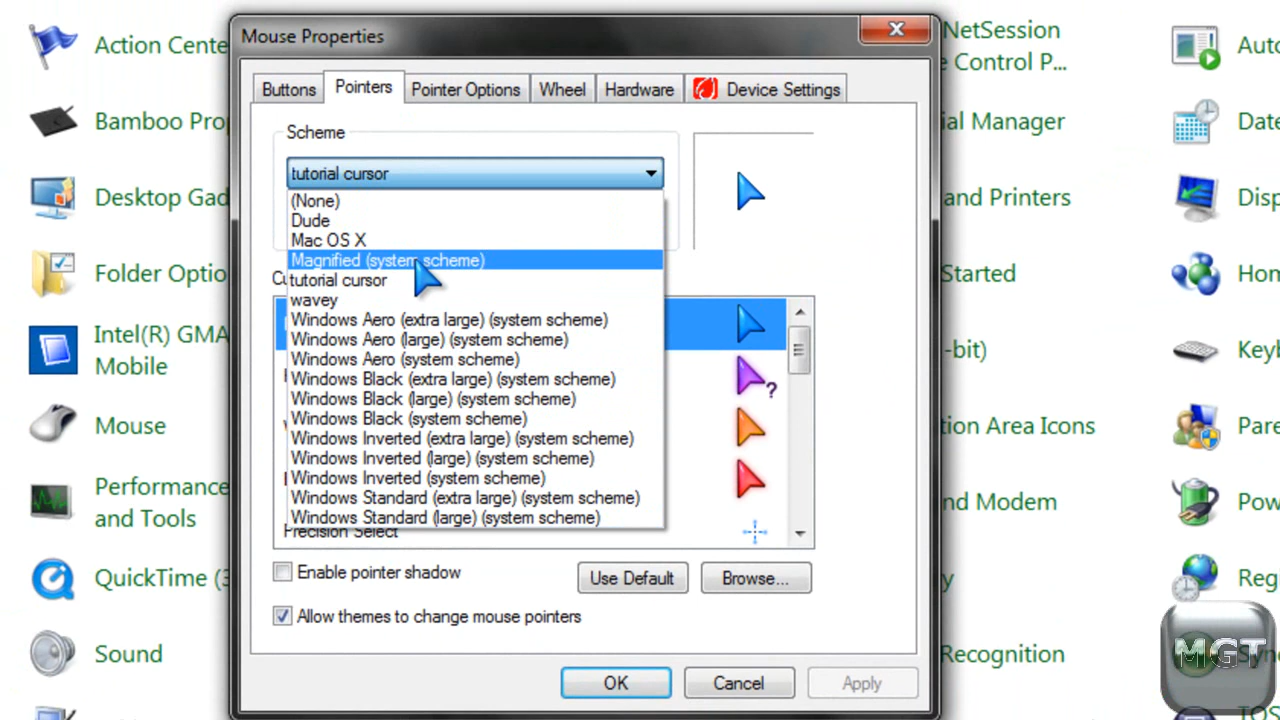 Mouse Properties
Buttons
Pointers
Pointer Options
Wheel
Hardware
Device Settings
Scheme
tutorial cursor
(None)
Dude
Mac OS X
Magnified (system scheme)
tutorial cursor
wavey
Windows Aero (extra large) (system scheme)
Windows Aero (large) (system scheme)
Windows Aero (system scheme)
Windows Black (extra large) (system scheme)
Windows Black (large) (system scheme)
Windows Black (system scheme)
Windows Inverted (extra large) (system scheme)
Windows Inverted (large) (system scheme)
Windows Inverted (system scheme)
Windows Standard (extra large) (system scheme)
Windows Standard (large) (system scheme)
Precision Select
Enable pointer shadow
Use Default
Browse...
Allow themes to change mouse pointers
OK
Cancel
Apply
Action Cente
Bamboo Pro
Desktop Gad
Folder Optio
Intel(R) GMA
Mobile
Mouse
Performance
and Tools
QuickTime (3
Sound
NetSession
e Control P...
ial Manager
and Printers
Started
-bit)
tion Area Icons
nd Modem
y
Recognition
Auto
Date
Disp
Hom
Keyb
Pare
Pow
Regi
Sync
MGT